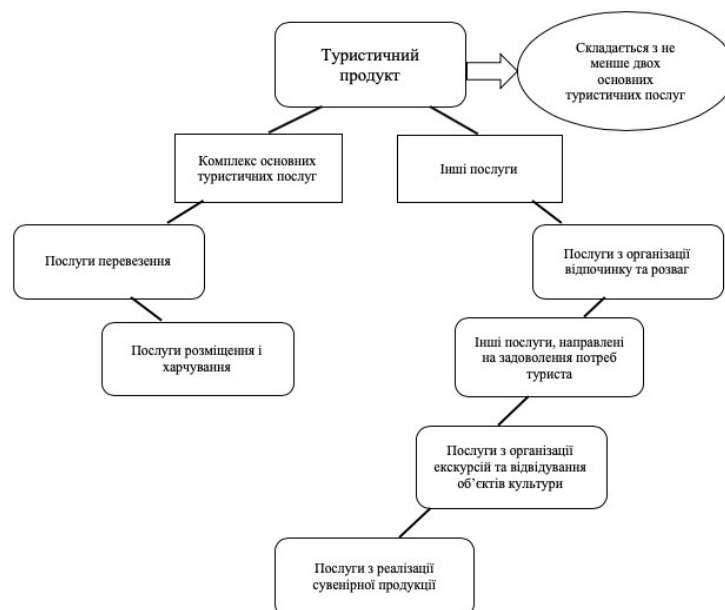 Туристичний
продукт
Складається з не
менше двох
основних
туристичних послуг
Комплекс основних
туристичних послуг
Інші послуги
Послуги перевезення
Послуги з організації
відпочинку та розваг
Послуги розміщення і
харчування
Інші послуги, направлені
на задоволення потреб
туриста
Послуги з організації
екскурсій та відвідування
об’єктів культури
Послуги з реалізації
сувенірної продукції